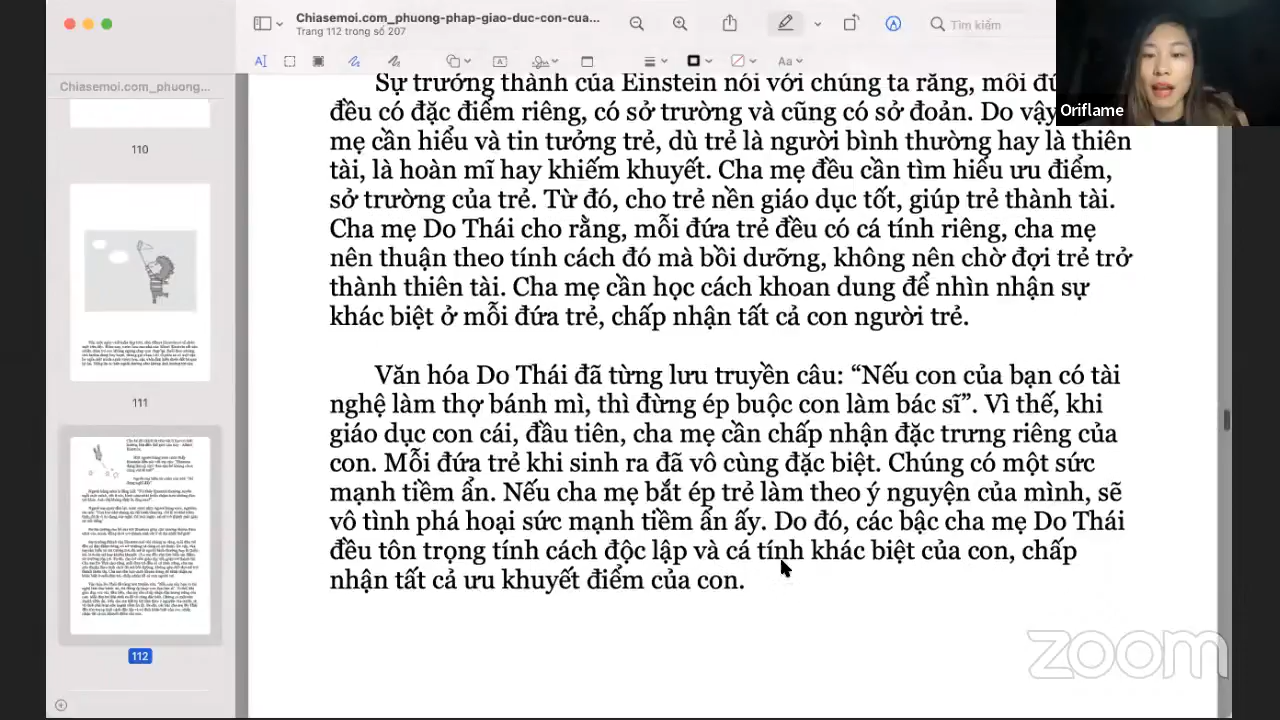 Chiasemoi.com_phuong-phap-giao-duc-con-cua...
Trang 112 trong số 207
Tìm kiếm
Aa
Chiasemoi.com_phuong...
110
111
112
Oriflame
Sự trưởng thành của Einstein nói với chúng ta rằng, mỗi
đều có đặc điểm riêng, có sở trường và cũng có sở đoản. Do vậy
mẹ cần hiểu và tin tưởng trẻ, dù trẻ là người bình thường hay là thiên
tài, là hoàn mĩ hay khiếm khuyết. Cha mẹ đều cần tìm hiểu ưu điểm,
sở trường của trẻ. Từ đó, cho trẻ nền giáo dục tốt, giúp trẻ thành tài.
Cha mẹ Do Thái cho rằng, mỗi đứa trẻ đều có cá tính riêng, cha mẹ
nên thuận theo tính cách đó mà bồi dưỡng, không nên chờ đợi trẻ trở
thành thiên tài. Cha mẹ cần học cách khoan dung để nhìn nhận sự
khác biệt ở mỗi đứa trẻ, chấp nhận tất cả con người trẻ.
Văn hóa Do Thái đã từng lưu truyền câu: “Nếu con của bạn có tài
nghệ làm thợ bánh mì, thì đừng ép buộc con làm bác sĩ”. Vì thế, khi
giáo dục con cái, đầu tiên, cha mẹ cần chấp nhận đặc trưng riêng của
con. Mỗi đứa trẻ khi sinh ra đã vô cùng đặc biệt. Chúng có một sức
mạnh tiềm ẩn. Nếu cha mẹ bắt ép trẻ làm theo ý nguyện của mình, sẽ
vô tình phá hoại sức mạnh tiềm ẩn ấy. Do đó, các bậc cha mẹ Do Thái
đều tôn trọng tính cách độc lập và cá tính khác biệt của con, chấp
nhận tất cả ưu khuyết điểm của con.
zoom